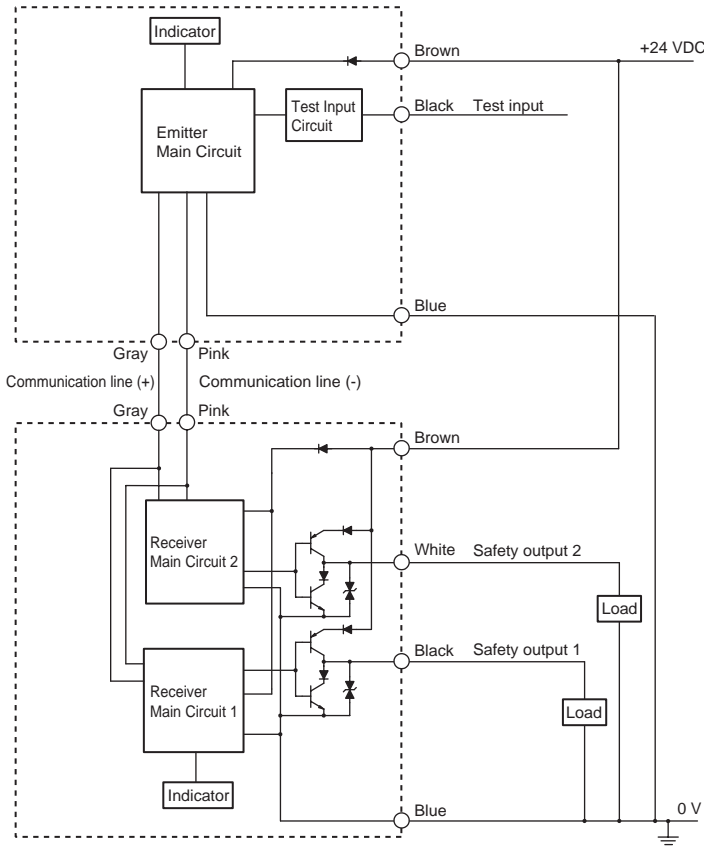 Indicator
Brown
+24 VDC
Emitter
Main Circuit
Test Input
Circuit
Black
Test input
Blue
Gray
Pink
Communication line (+)
Communication line (-)
Gray
Pink
Brown
Receiver
Main Circuit 2
White
Safety output 2
Load
Black
Safety output 1
Receiver
Main Circuit 1
Load
Indicator
Blue
0 V